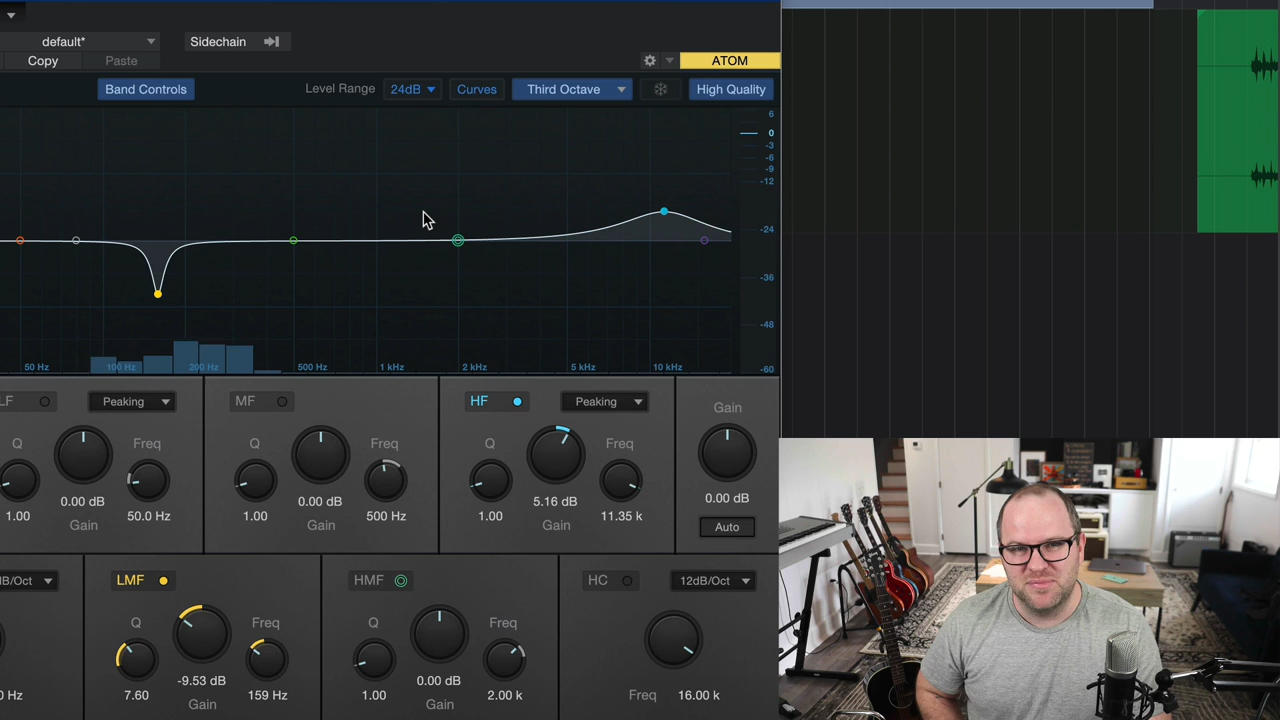 default*
Sidechain
Copy
Paste
ATOM
Band Controls
Level Range
24dB
Curves
Third Octave
High Quality
6
0
-3
-6
-9
-12
-24
-36
-48
-60
50 Hz
100 Hz
200 Hz
500 Hz
1 kHz
2 kHz
5 kHz
10 kHz
LF
Peaking
Q
Freq
0.00 dB
1.00
50.0 Hz
Gain
MF
Q
Freq
0.00 dB
1.00
500 Hz
Gain
HF
Peaking
Q
Freq
5.16 dB
1.00
11.35 k
Gain
Gain
0.00 dB
Auto
dB/Oct
0 Hz
LMF
Q
Freq
-9.53 dB
7.60
159 Hz
Gain
HMF
Q
Freq
0.00 dB
1.00
2.00 k
Gain
HC
12dB/Oct
Freq
16.00 k